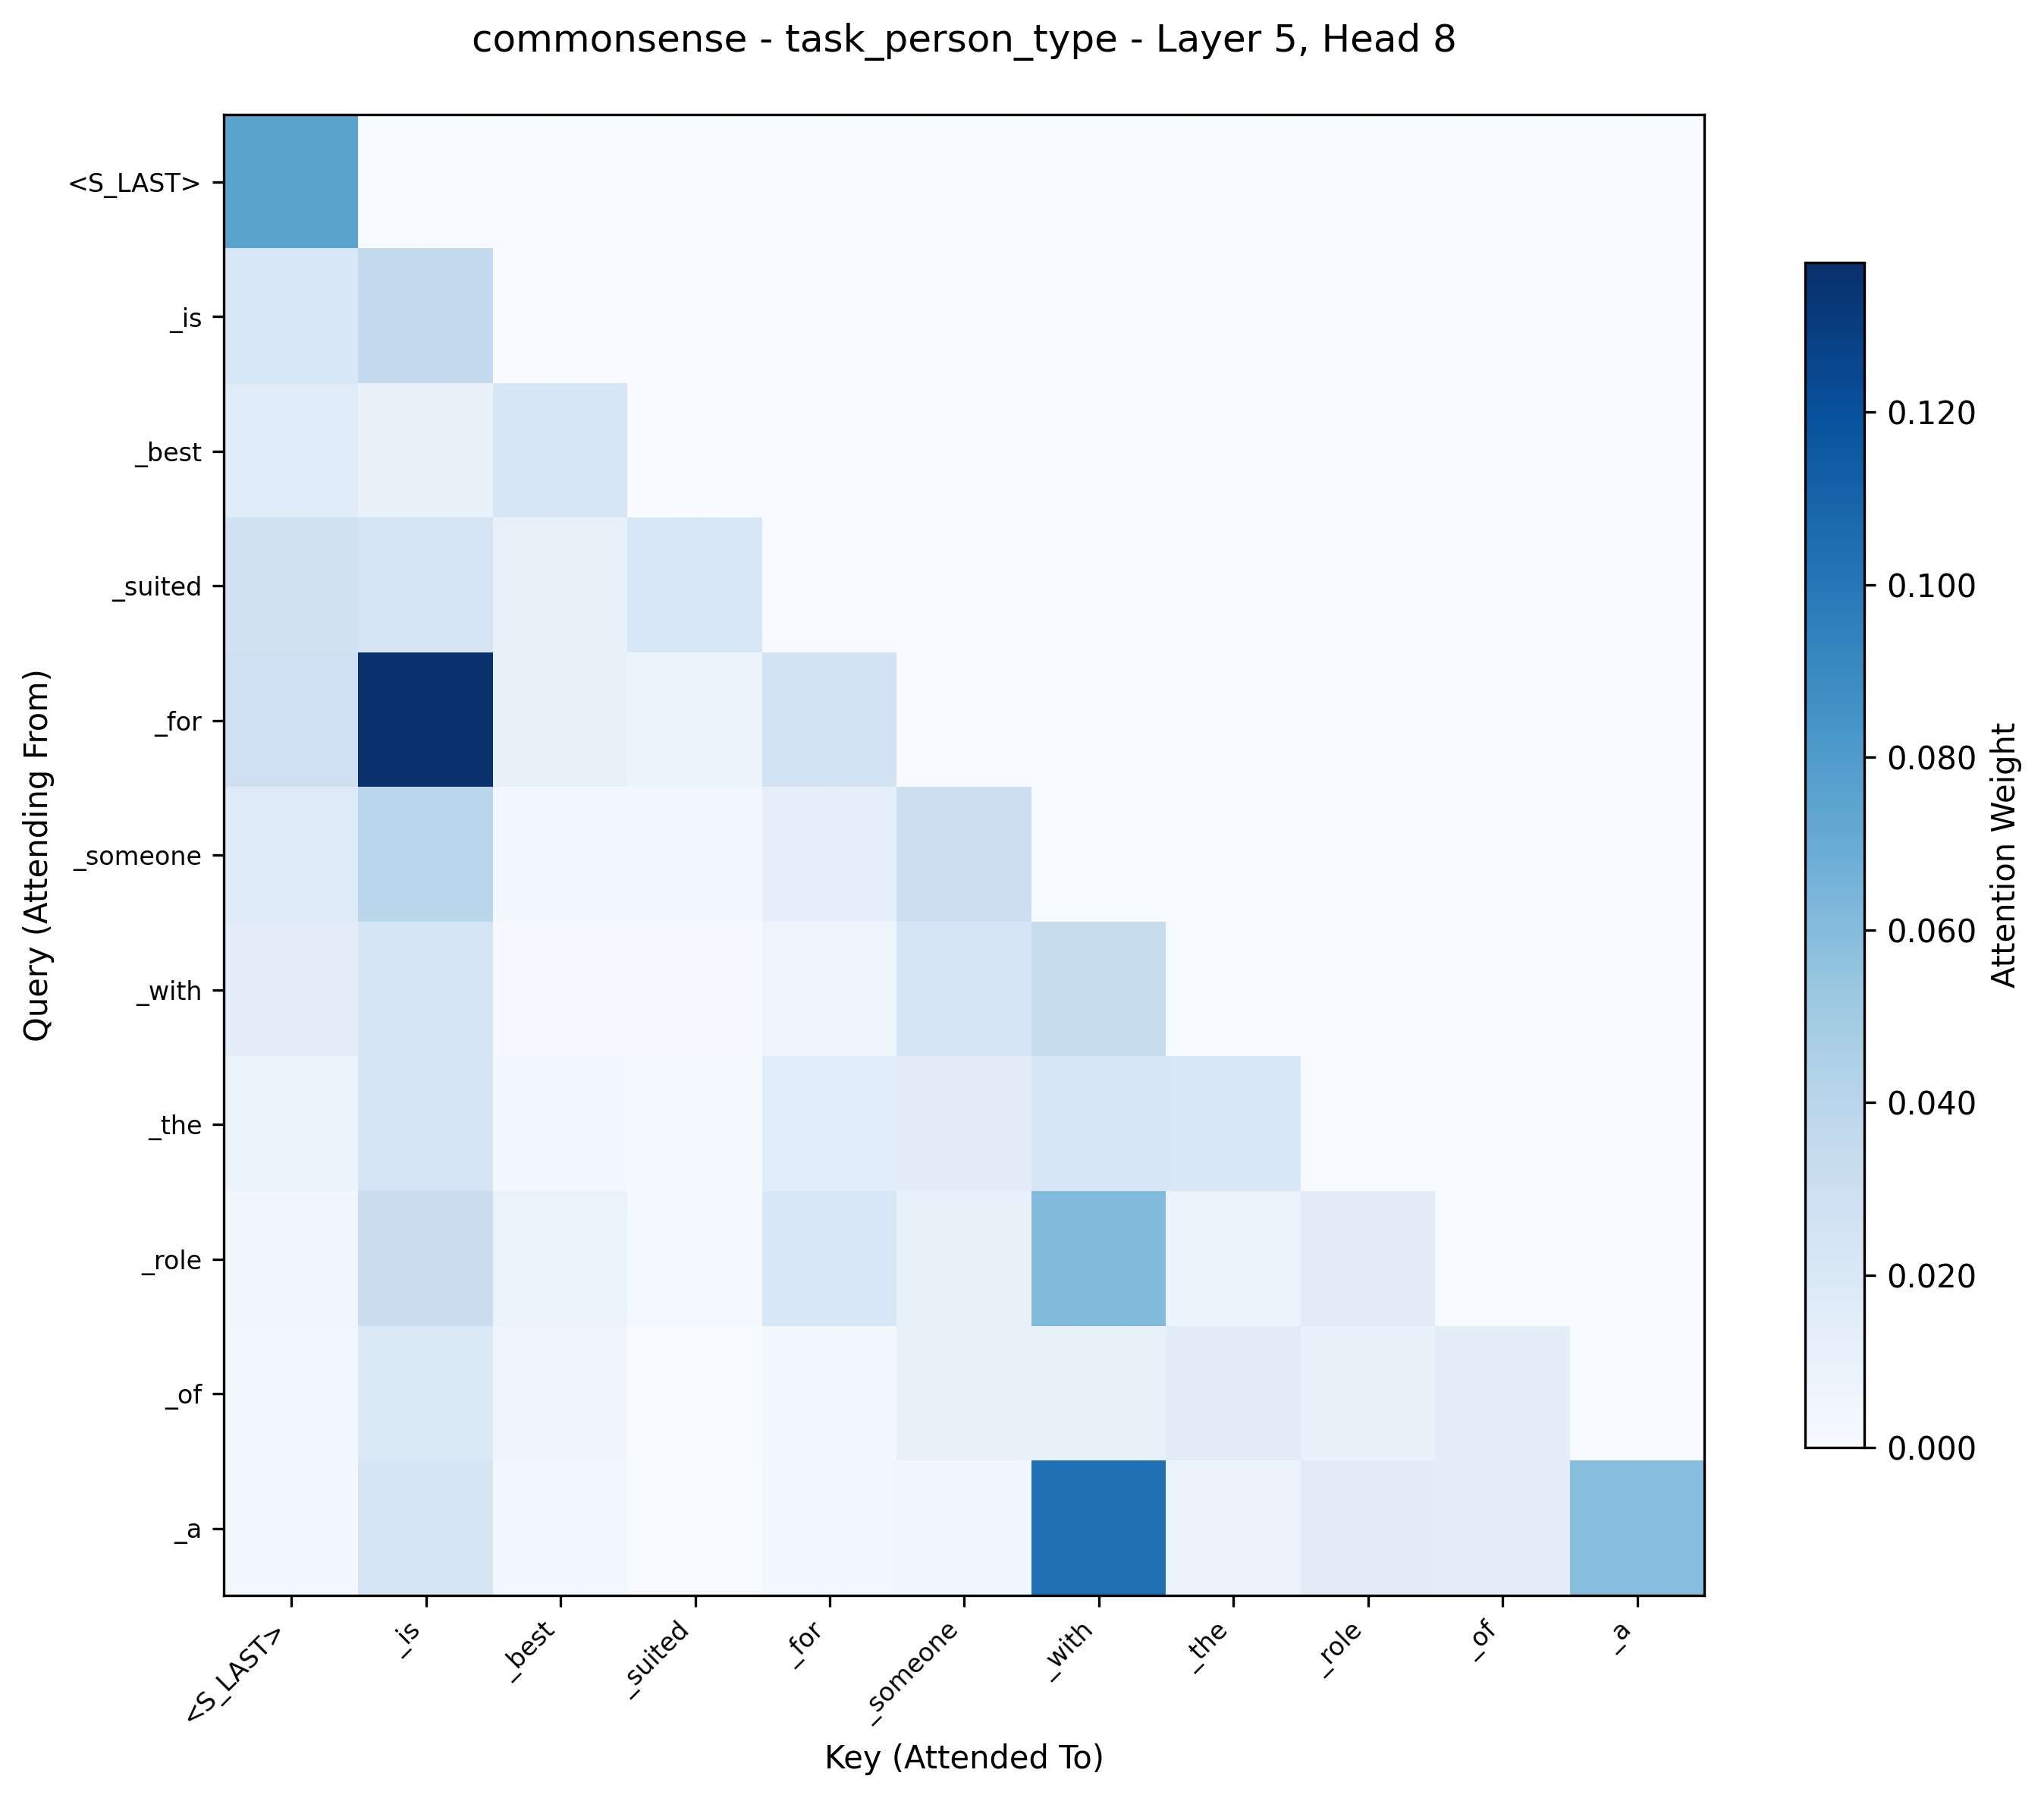 commonsense - task_person_type - Layer 5, Head 8
Query (Attending From)
<S_LAST>
_is
_best
_suited
_for
_someone
_with
_the
_role
_of
_a
<S_LAST>
_is
_best
_suited
_for
_someone
_with
_the
_role
_of
_a
Key (Attended To)
0.120
0.100
0.080
0.060
0.040
0.020
0.000
Attention Weight